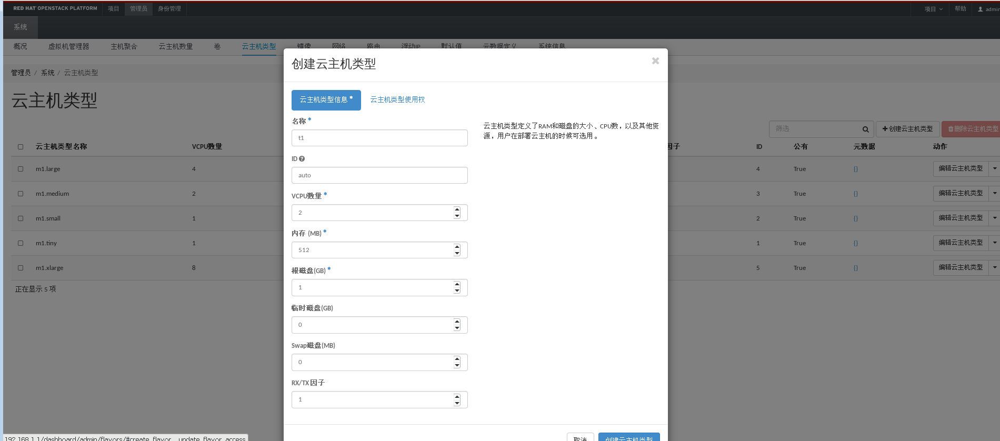 RED HAT OPENSTACK PLATFORM 项目 管理员 身份管理 项目 帮助 admin
系统
概况 虚拟机管理器 主机聚合 云主机数量 卷 云主机类型 镜像 网络 路由 浮动IP 默认值 元数据定义 系统信息
管理员 / 系统 / 云主机类型
云主机类型
筛选 创建云主机类型 删除云主机类型
云主机类型名称 VCPU数量 因子 ID 公有 元数据 动作
m1.large 4 4 True {} 编辑云主机类型
m1.medium 2 3 True {} 编辑云主机类型
m1.small 1 2 True {} 编辑云主机类型
m1.tiny 1 1 True {} 编辑云主机类型
m1.xlarge 8 5 True {} 编辑云主机类型
正在显示 5 项
创建云主机类型
云主机类型信息 * 云主机类型使用权
名称 *
t1
ID
auto
VCPU数量 *
2
内存 (MB) *
512
根磁盘(GB) *
1
临时磁盘(GB)
0
Swap磁盘(MB)
0
RX/TX 因子
1
云主机类型定义了RAM和磁盘的大小、CPU数，以及其他资
源，用户在部署云主机的时候可选用。
取消 创建云主机类型
192.168.1.1/dashboard/admin/flavors/#create_flavor__update_flavor_access